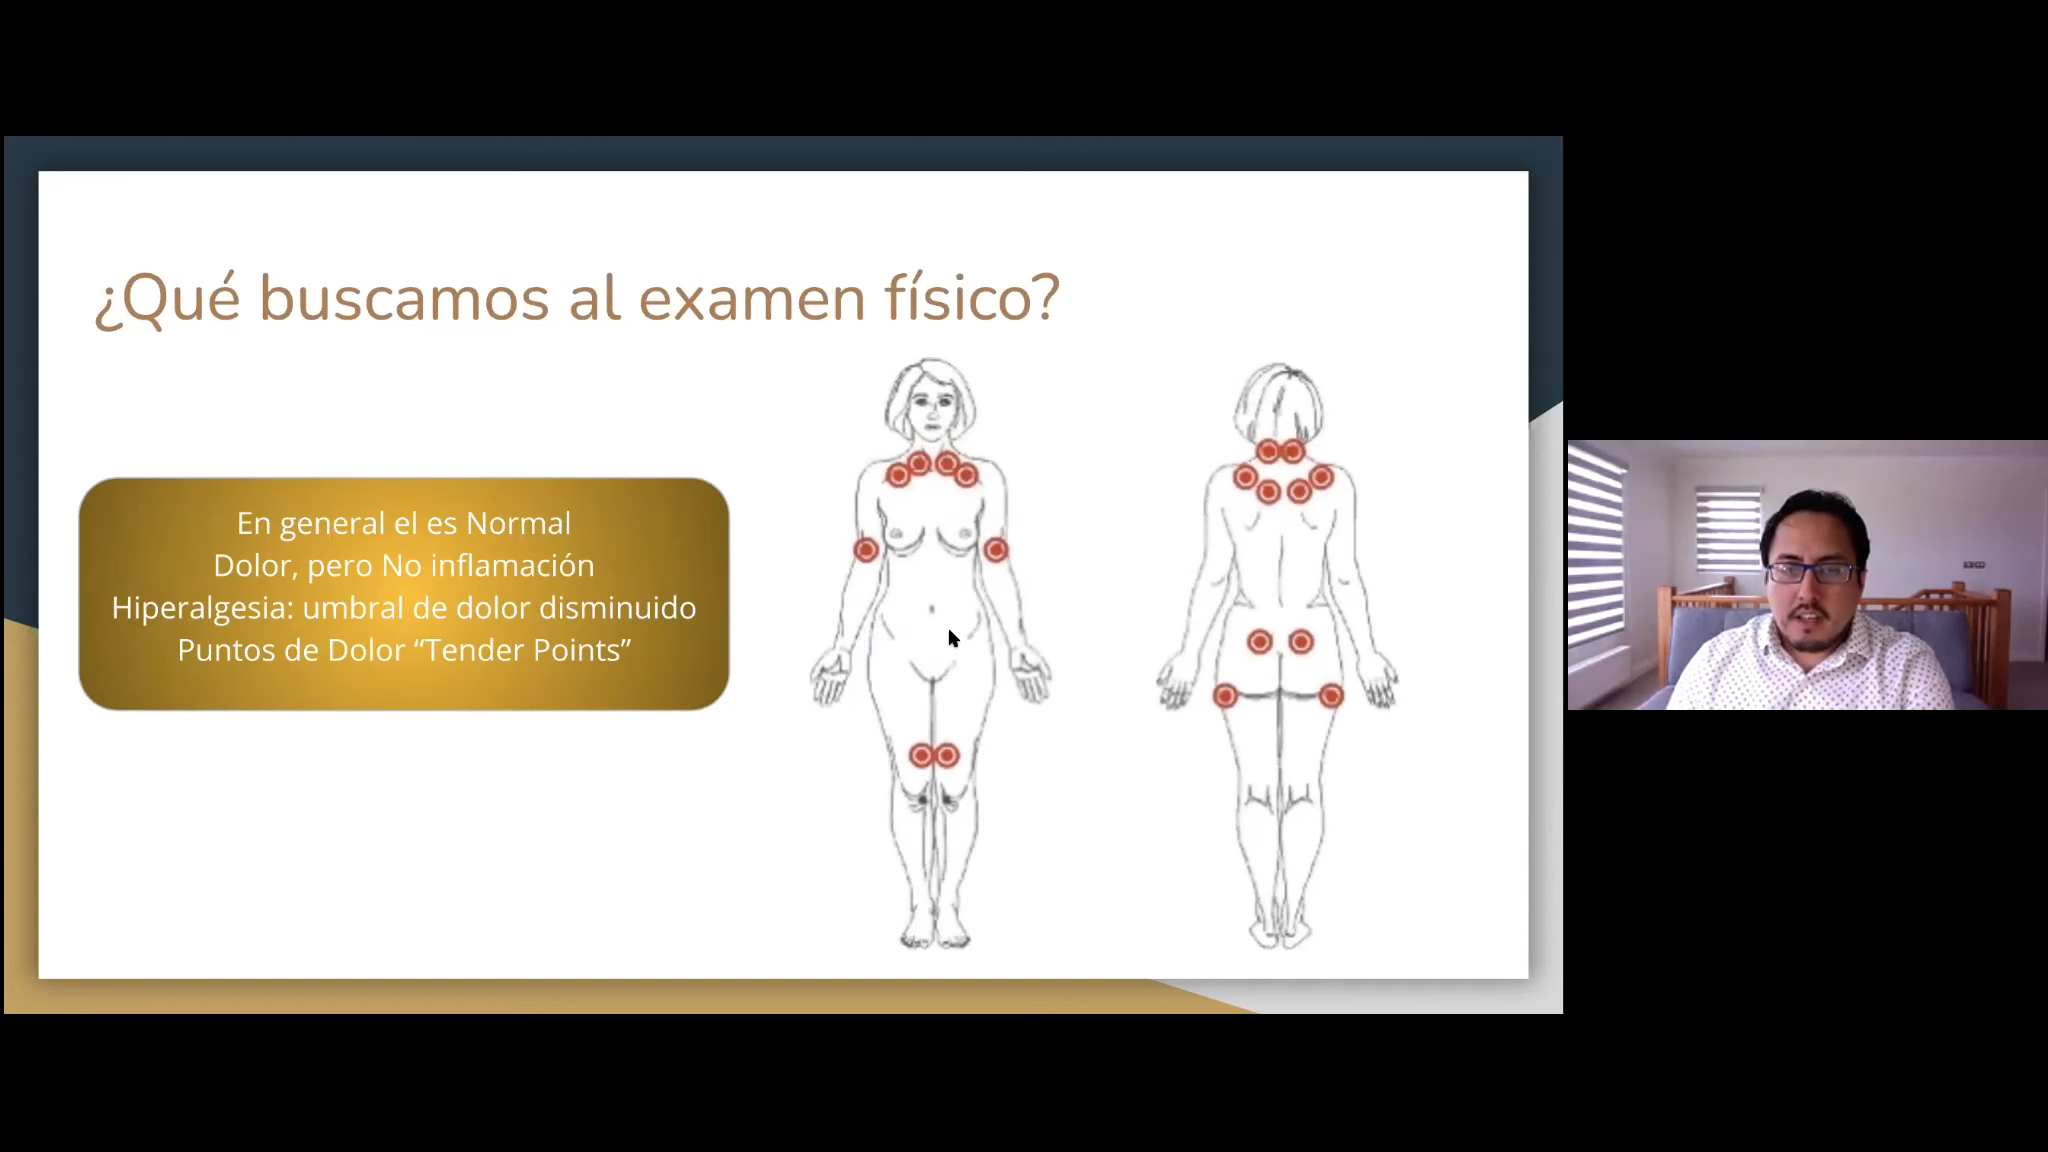 ¿Qué buscamos al examen físico?
En general el es Normal
Dolor, pero No inflamación
Hiperalgesia: umbral de dolor disminuido
Puntos de Dolor “Tender Points”